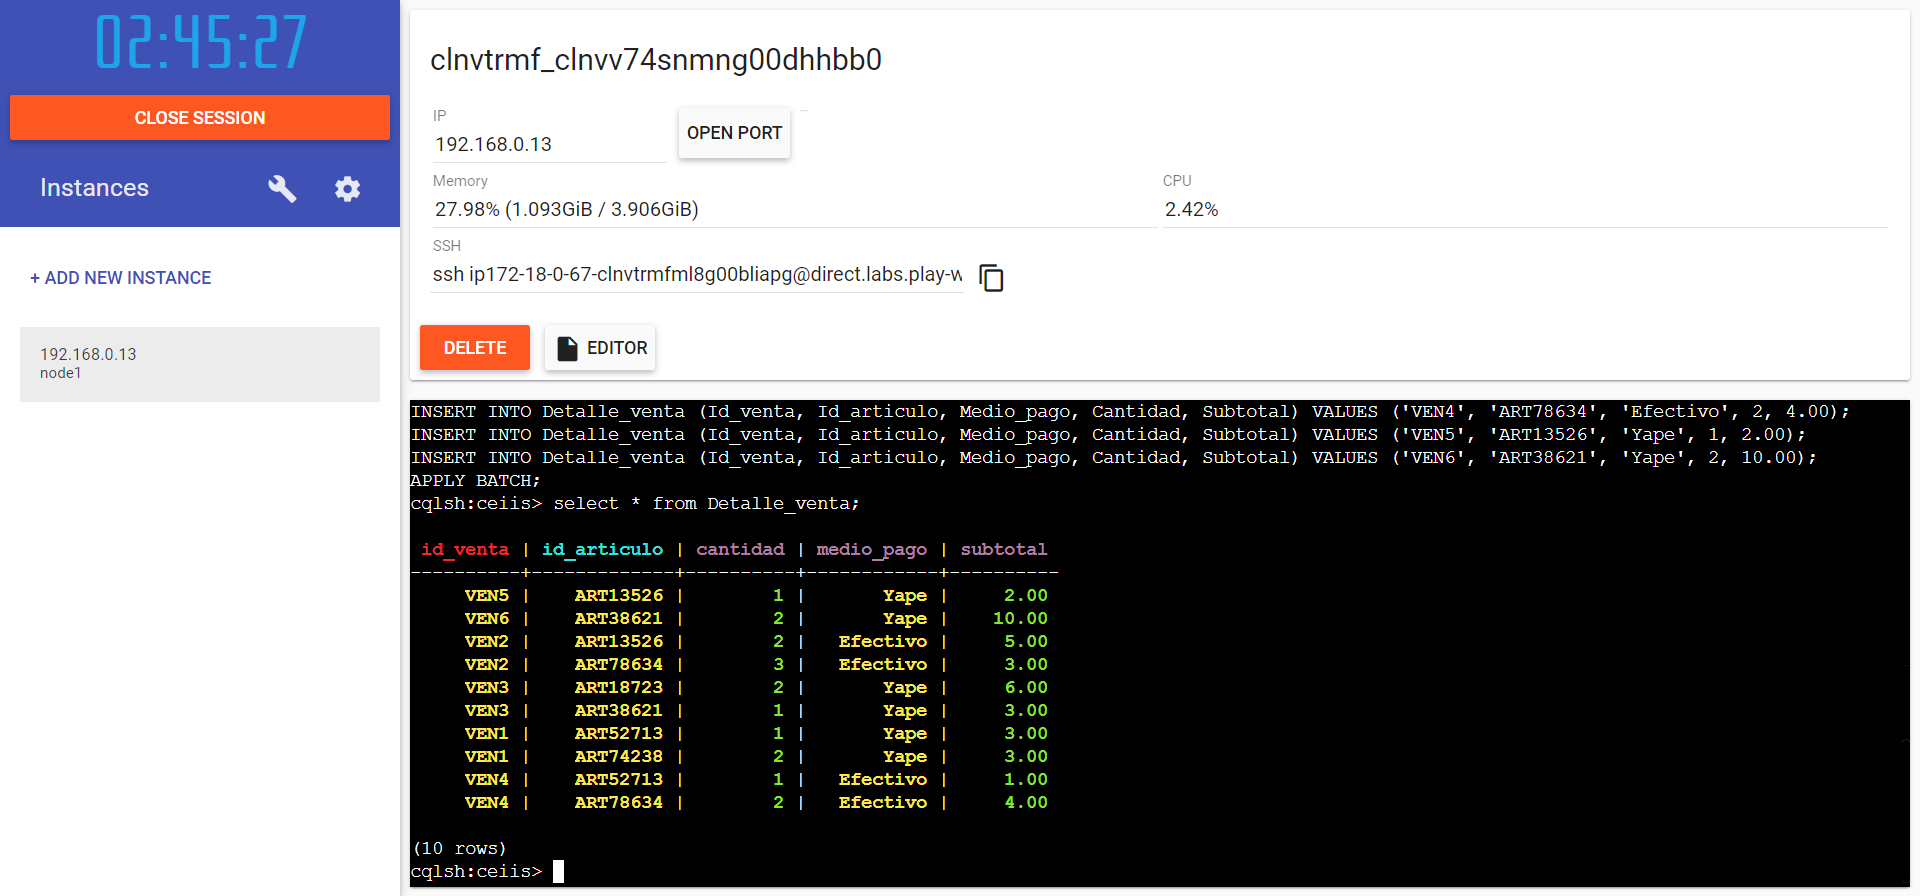 02:45:27
CLOSE SESSION
Instances
+ ADD NEW INSTANCE
192.168.0.13
node1
clnvtrmf_clnvv74snmng00dhhbb0
IP
192.168.0.13
OPEN PORT
Memory
27.98% (1.093GiB / 3.906GiB)
CPU
2.42%
SSH
ssh ip172-18-0-67-clnvtrmfml8g00bliapg@direct.labs.play-w
DELETE
EDITOR
INSERT INTO Detalle_venta (Id_venta, Id_articulo, Medio_pago, Cantidad, Subtotal) VALUES ('VEN4', 'ART78634', 'Efectivo', 2, 4.00);
INSERT INTO Detalle_venta (Id_venta, Id_articulo, Medio_pago, Cantidad, Subtotal) VALUES ('VEN5', 'ART13526', 'Yape', 1, 2.00);
INSERT INTO Detalle_venta (Id_venta, Id_articulo, Medio_pago, Cantidad, Subtotal) VALUES ('VEN6', 'ART38621', 'Yape', 2, 10.00);
APPLY BATCH;
cqlsh:ceiis> select * from Detalle_venta;
id_venta | id_articulo | cantidad | medio_pago | subtotal
----------+-------------+----------+------------+----------
VEN5 | ART13526 | 1 | Yape | 2.00
VEN6 | ART38621 | 2 | Yape | 10.00
VEN2 | ART13526 | 2 | Efectivo | 5.00
VEN2 | ART78634 | 3 | Efectivo | 3.00
VEN3 | ART18723 | 2 | Yape | 6.00
VEN3 | ART38621 | 1 | Yape | 3.00
VEN1 | ART52713 | 1 | Yape | 3.00
VEN1 | ART74238 | 2 | Yape | 3.00
VEN4 | ART52713 | 1 | Efectivo | 1.00
VEN4 | ART78634 | 2 | Efectivo | 4.00
(10 rows)
cqlsh:ceiis>